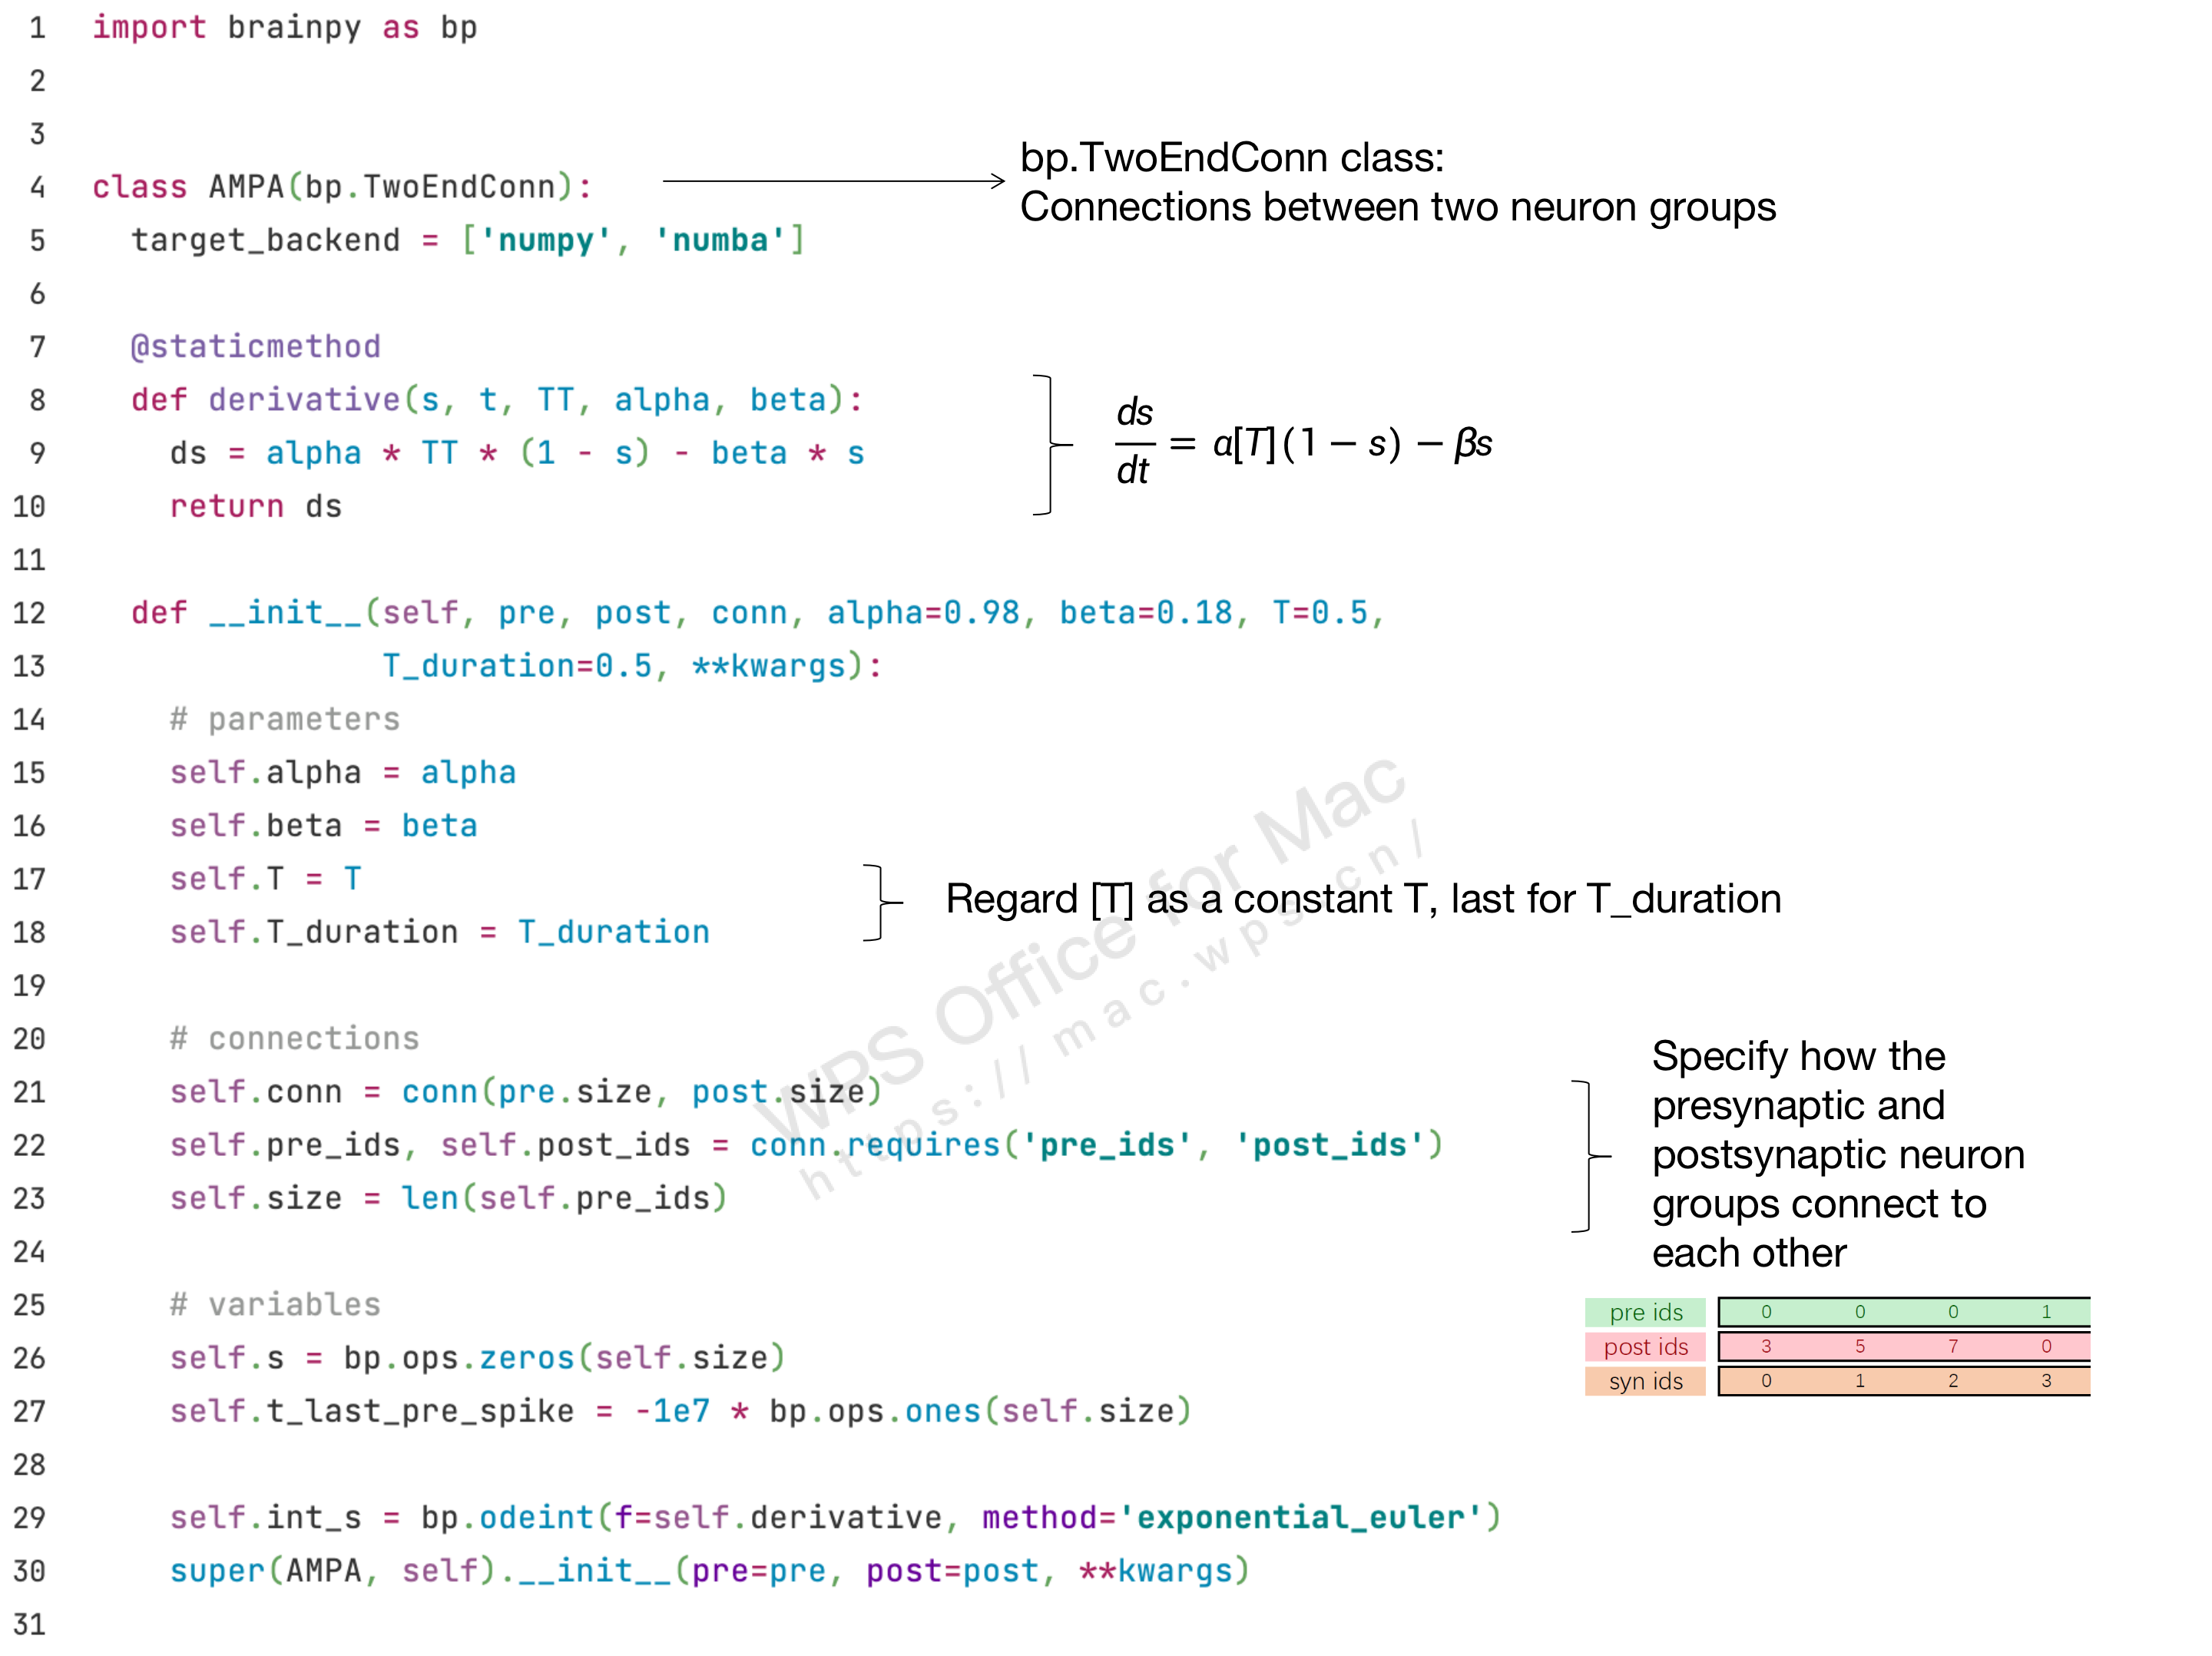 1 import brainpy as bp
2
3
4 class AMPA(bp.TwoEndConn):
bp.TwoEndConn class:
Connections between two neuron groups
5 target_backend = ['numpy', 'numba']
6
7 @staticmethod
8 def derivative(s, t, TT, alpha, beta):
9 ds = alpha * TT * (1 - s) - beta * s
10 return ds
ds/dt = α[T](1 − s) − βs
11
12 def __init__(self, pre, post, conn, alpha=0.98, beta=0.18, T=0.5,
13 T_duration=0.5, **kwargs):
14 # parameters
15 self.alpha = alpha
16 self.beta = beta
17 self.T = T
18 self.T_duration = T_duration
Regard [T] as a constant T, last for T_duration
19
20 # connections
21 self.conn = conn(pre.size, post.size)
22 self.pre_ids, self.post_ids = conn.requires('pre_ids', 'post_ids')
23 self.size = len(self.pre_ids)
Specify how the
presynaptic and
postsynaptic neuron
groups connect to
each other
24
25 # variables
26 self.s = bp.ops.zeros(self.size)
27 self.t_last_pre_spike = -1e7 * bp.ops.ones(self.size)
pre ids 0 0 0 1
post ids 3 5 7 0
syn ids 0 1 2 3
28
29 self.int_s = bp.odeint(f=self.derivative, method='exponential_euler')
30 super(AMPA, self).__init__(pre=pre, post=post, **kwargs)
31
WPS Office for Mac
https://mac.wps.cn/